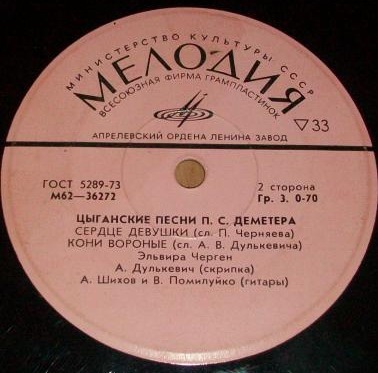 МИНИСТЕРСТВО КУЛЬТУРЫ СССР
МЕЛОДИЯ
ВСЕСОЮЗНАЯ ФИРМА ГРАМПЛАСТИНОК
▽33
АПРЕЛЕВСКИЙ ОРДЕНА ЛЕНИНА ЗАВОД
ГОСТ 5289-73
М62—36272
2 сторона
Гр. 3. 0-70
ЦЫГАНСКИЕ ПЕСНИ П. С. ДЕМЕТЕРА
СЕРДЦЕ ДЕВУШКИ (сл. П. Черняева)
КОНИ ВОРОНЫЕ (сл. А. В. Дулькевича)
Эльвира Черген
А. Дулькевич (скрипка)
А. Шихов и В. Помилуйко (гитары)